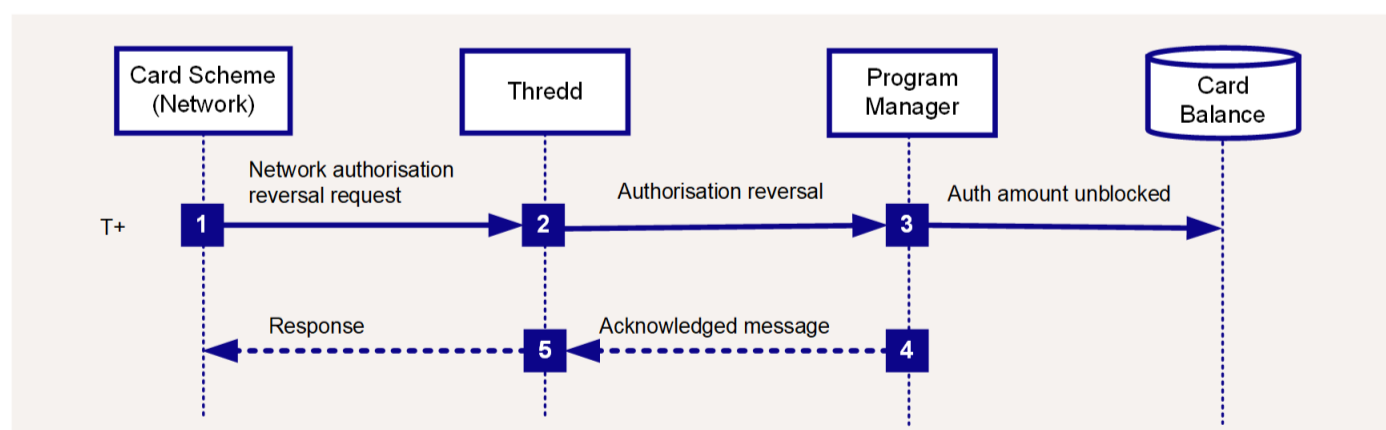 Card Scheme
(Network)
Thredd
Program
Manager
Card
Balance
Network authorisation
reversal request
Authorisation reversal
Auth amount unblocked
T+
1
2
3
Response
Acknowledged message
5
4